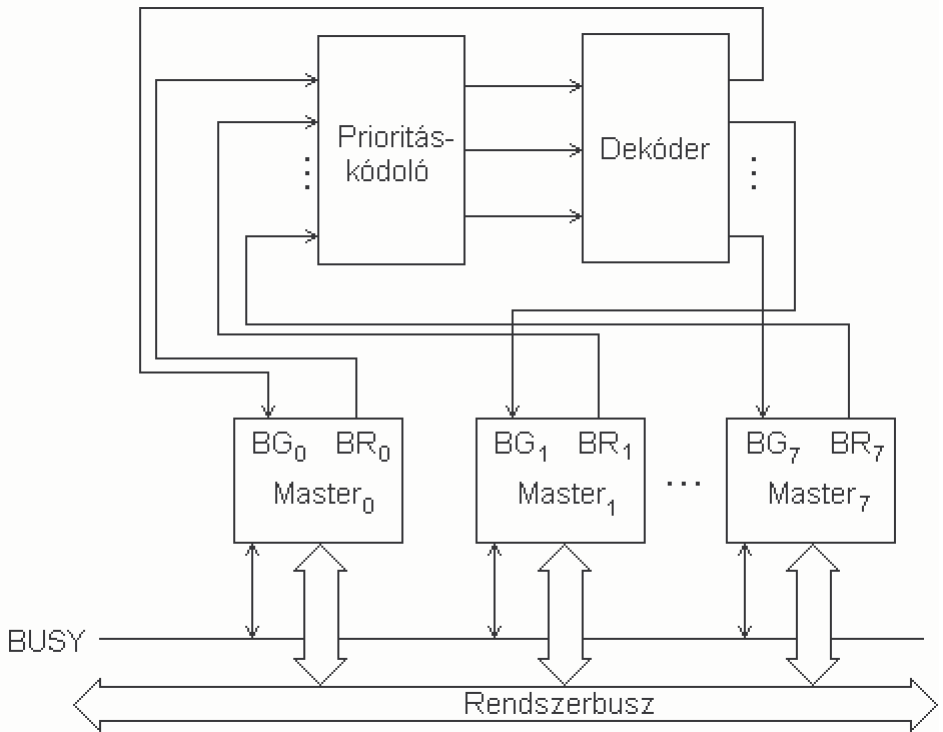 Prioritás-
kódoló
Dekóder
BG₀ BR₀
Master₀
BG₁ BR₁
Master₁
BG₇ BR₇
Master₇
BUSY
Rendszerbusz